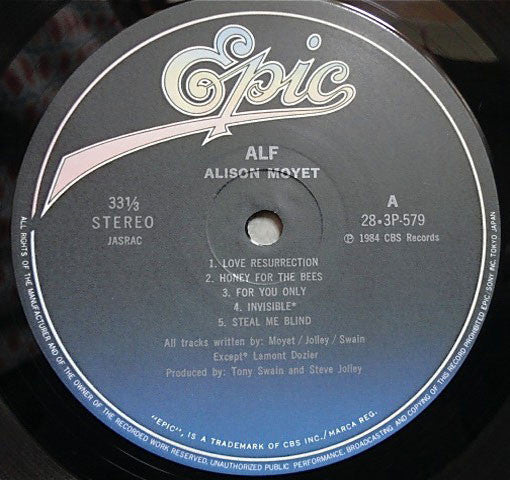 Epic
ALF
ALISON MOYET
33⅓
STEREO
JASRAC
A
28•3P-579
Ⓟ 1984 CBS Records
1. LOVE RESURRECTION
2. HONEY FOR THE BEES
3. FOR YOU ONLY
4. INVISIBLE*
5. STEAL ME BLIND
All tracks written by: Moyet/Jolley/Swain
Except* Lamont Dozier
Produced by: Tony Swain and Steve Jolley
"EPIC", IS A TRADEMARK OF CBS INC./MARCA REG.
ALL RIGHTS OF THE MANUFACTURER AND OF THE OWNER OF THE RECORDED WORK RESERVED. UNAUTHORIZED PUBLIC PERFORMANCE, BROADCASTING AND COPYING OF THIS RECORD PROHIBITED EPIC/SONY INC. TOKYO JAPAN